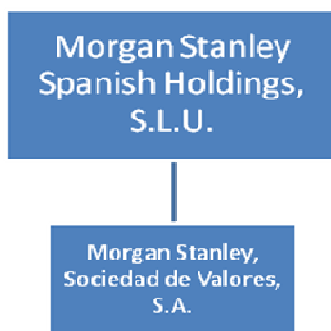 Morgan Stanley
Spanish Holdings,
S.L.U.
Morgan Stanley,
Sociedad de Valores,
S.A.